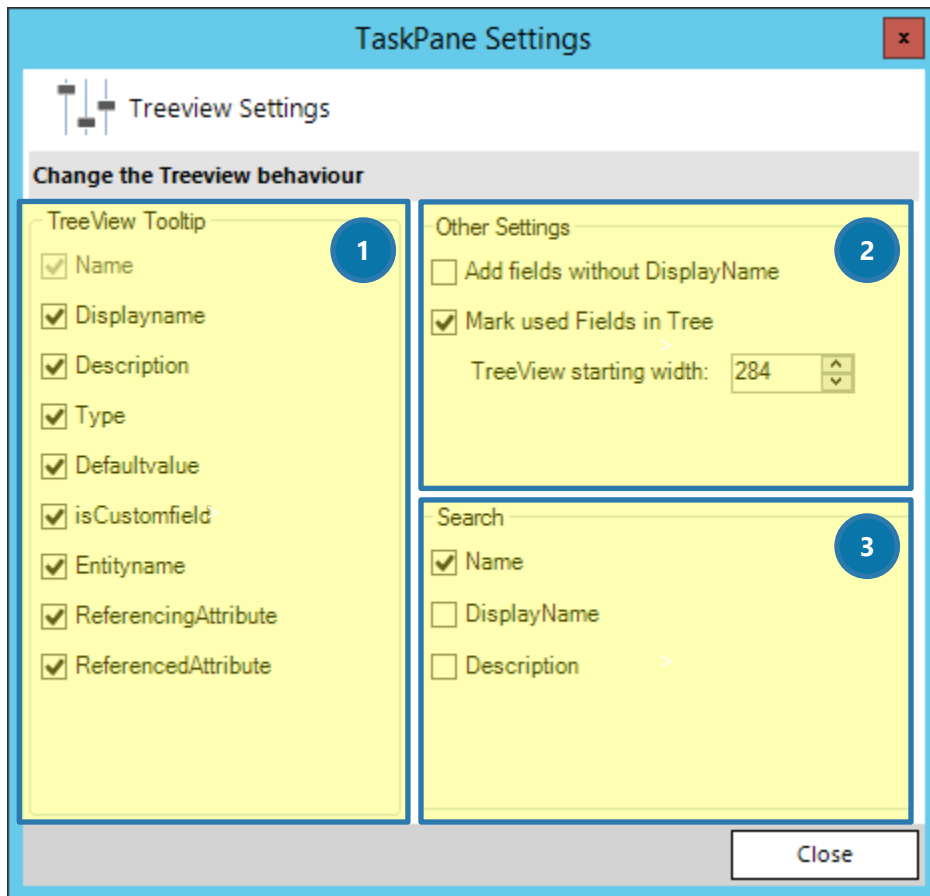 TaskPane Settings
x
Treeview Settings
Change the Treeview behaviour
TreeView Tooltip
1
Name
Displayname
Description
Type
Defaultvalue
isCustomfield
Entityname
ReferencingAttribute
ReferencedAttribute
Other Settings
2
Add fields without DisplayName
Mark used Fields in Tree
>
TreeView starting width: 284
Search
3
Name
DisplayName
Description
>
Close